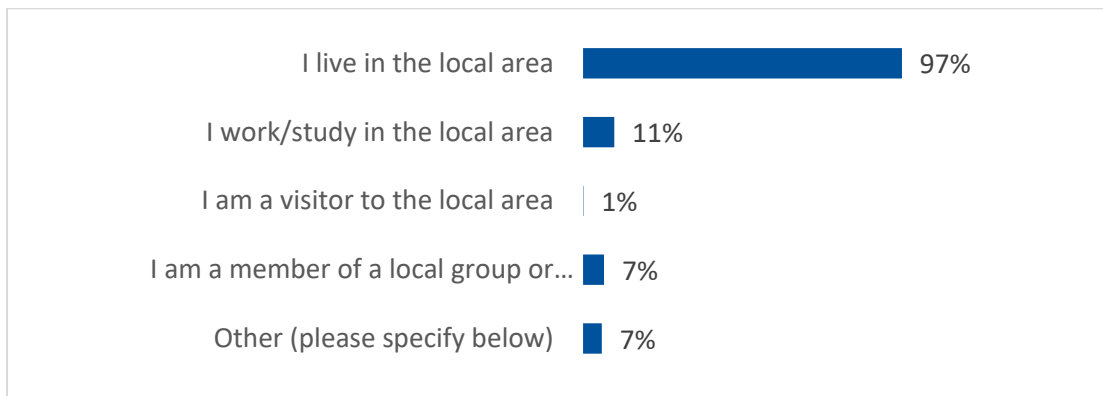 I live in the local area 97%
I work/study in the local area 11%
I am a visitor to the local area 1%
I am a member of a local group or... 7%
Other (please specify below) 7%